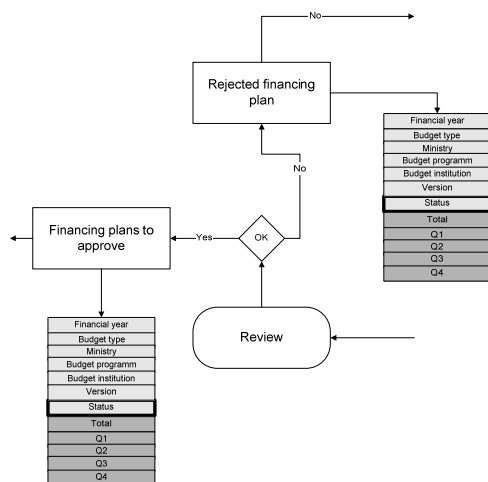 No
Rejected financing
plan
Financial year
Budget type
Ministry
Budget programm
Budget institution
Version
Status
Total
Q1
Q2
Q3
Q4
No
Financing plans to
approve
Yes
OK
Review
Financial year
Budget type
Ministry
Budget programm
Budget institution
Version
Status
Total
Q1
Q2
Q3
Q4